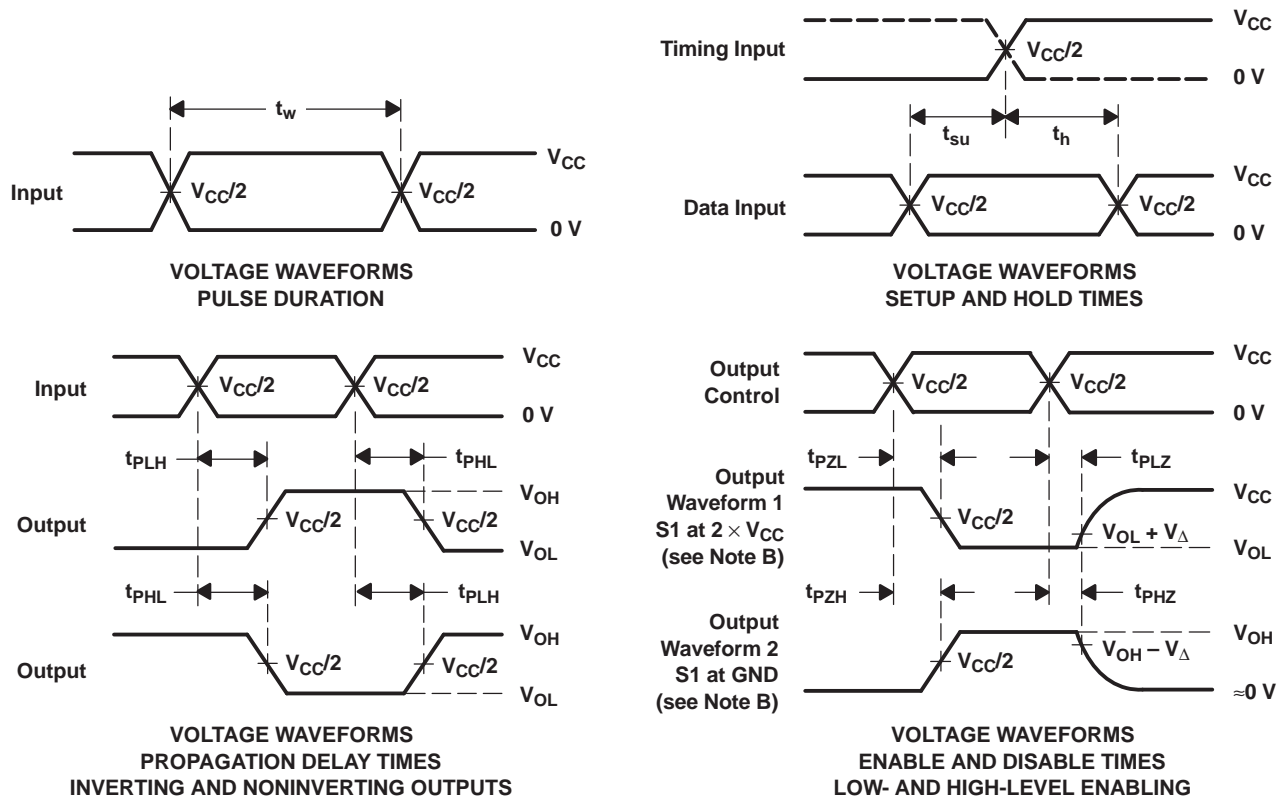 t_w
Input
V_CC/2
V_CC/2
V_CC
0 V
VOLTAGE WAVEFORMS
PULSE DURATION
Timing Input
V_CC/2
V_CC
0 V
t_su
t_h
Data Input
V_CC/2
V_CC/2
V_CC
0 V
VOLTAGE WAVEFORMS
SETUP AND HOLD TIMES
Input
V_CC/2
V_CC/2
V_CC
0 V
t_PLH
t_PHL
Output
V_CC/2
V_CC/2
V_OH
V_OL
t_PHL
t_PLH
Output
V_CC/2
V_CC/2
V_OH
V_OL
VOLTAGE WAVEFORMS
PROPAGATION DELAY TIMES
INVERTING AND NONINVERTING OUTPUTS
Output
Control
V_CC/2
V_CC/2
V_CC
0 V
t_PZL
t_PLZ
Output
Waveform 1
S1 at 2 × V_CC
(see Note B)
V_CC/2
V_OL + V_Δ
V_CC
V_OL
t_PZH
t_PHZ
Output
Waveform 2
S1 at GND
(see Note B)
V_CC/2
V_OH – V_Δ
V_OH
≈0 V
VOLTAGE WAVEFORMS
ENABLE AND DISABLE TIMES
LOW- AND HIGH-LEVEL ENABLING